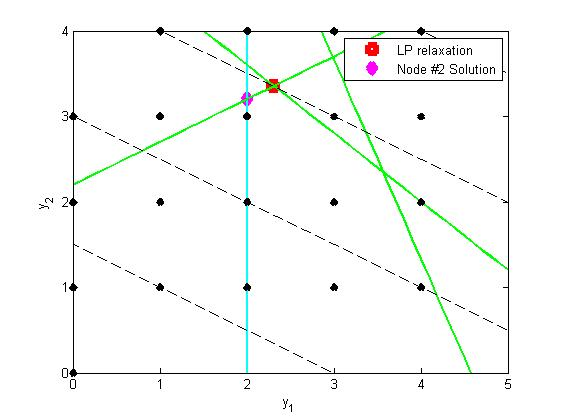 4
LP relaxation
Node #2 Solution
3
y2
2
1
0
0 1 2 3 4 5
y1